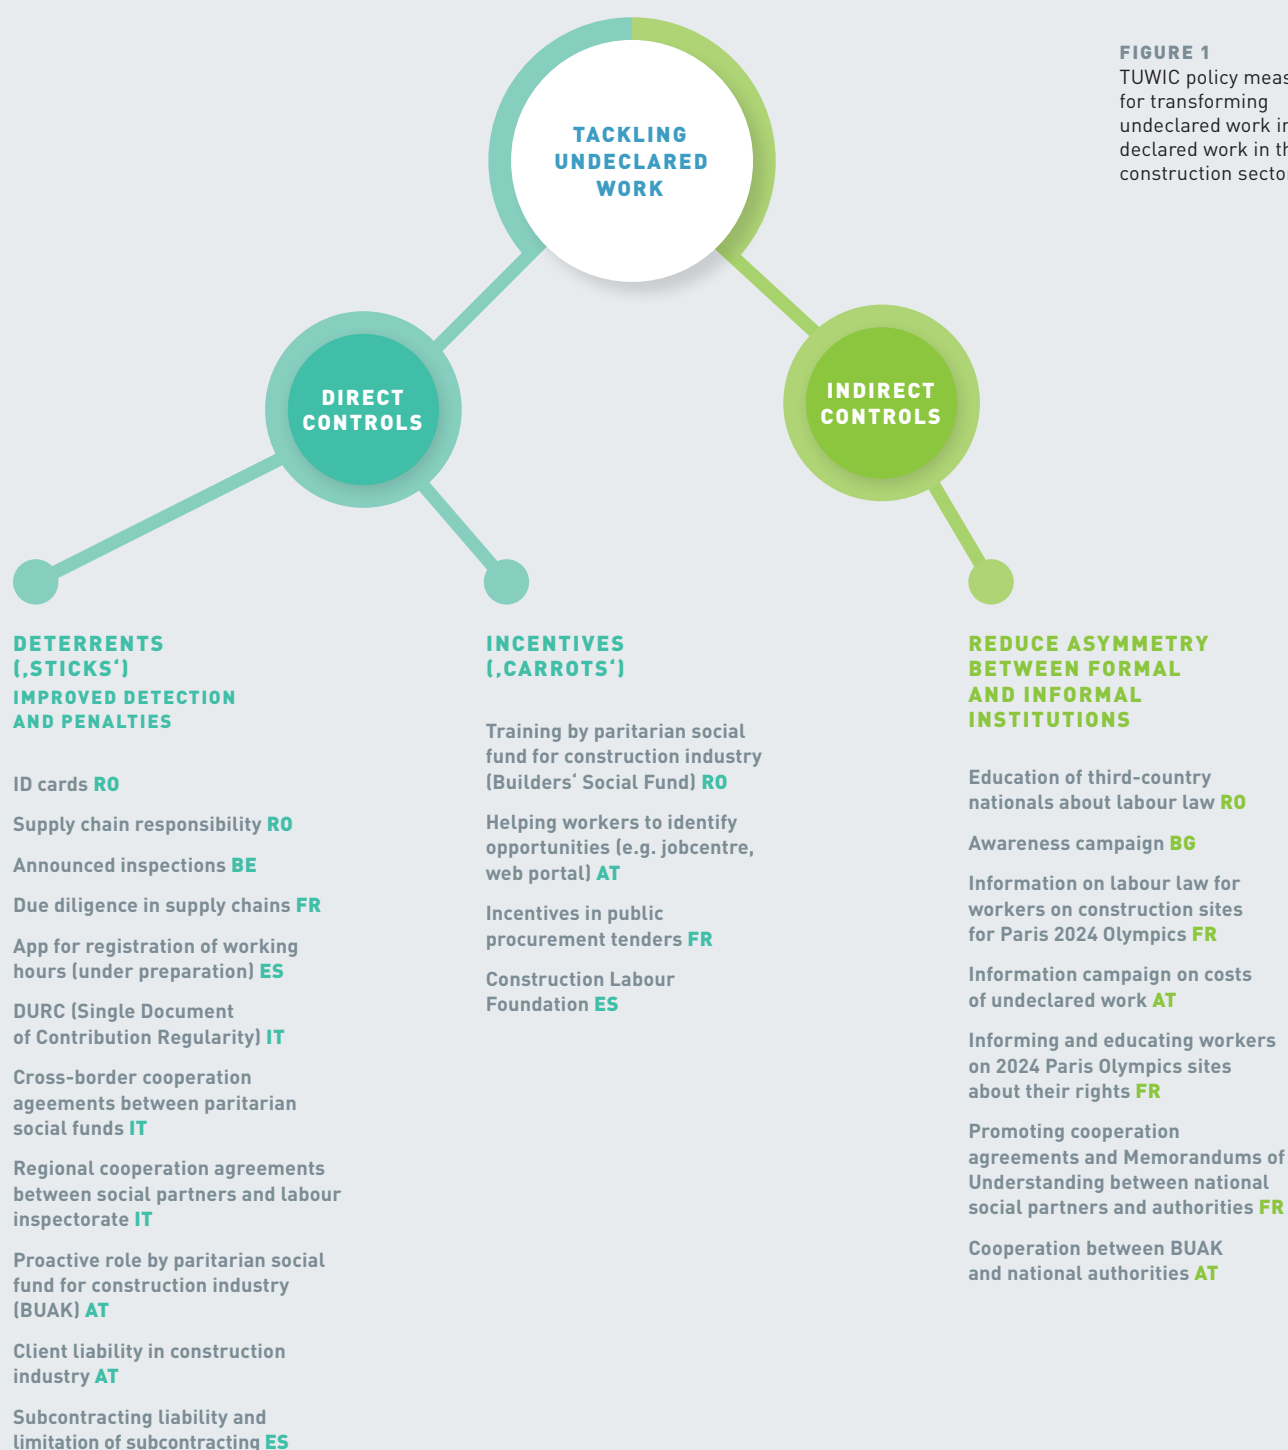 FIGURE 1
TUWIC policy
for transforming
undeclared work
declared work in
construction
TACKLING
UNDECLARED
WORK
DIRECT
CONTROLS
INDIRECT
CONTROLS
DETERRENTS
(‚STICKS‘)
IMPROVED DETECTION
AND PENALTIES
ID cards RO
Supply chain responsibility RO
Announced inspections BE
Due diligence in supply chains FR
App for registration of working
hours (under preparation) ES
DURC (Single Document
of Contribution Regularity) IT
Cross-border cooperation
ageements between paritarian
social funds IT
Regional cooperation agreements
between social partners and labour
inspectorate IT
Proactive role by paritarian social
fund for construction industry
(BUAK) AT
Client liability in construction
industry AT
Subcontracting liability and
limitation of subcontracting ES
INCENTIVES
(‚CARROTS‘)
Training by paritarian social
fund for construction industry
(Builders‘ Social Fund) RO
Helping workers to identify
opportunities (e.g. jobcentre,
web portal) AT
Incentives in public
procurement tenders FR
Construction Labour
Foundation ES
REDUCE ASYMMETRY
BETWEEN FORMAL
AND INFORMAL
INSTITUTIONS
Education of third-country
nationals about labour law RO
Awareness campaign BG
Information on labour law for
workers on construction sites
for Paris 2024 Olympics FR
Information campaign on costs
of undeclared work AT
Informing and educating workers
on 2024 Paris Olympics sites
about their rights FR
Promoting cooperation
agreements and Memorandums of
Understanding between national
social partners and authorities FR
Cooperation between BUAK
and national authorities AT